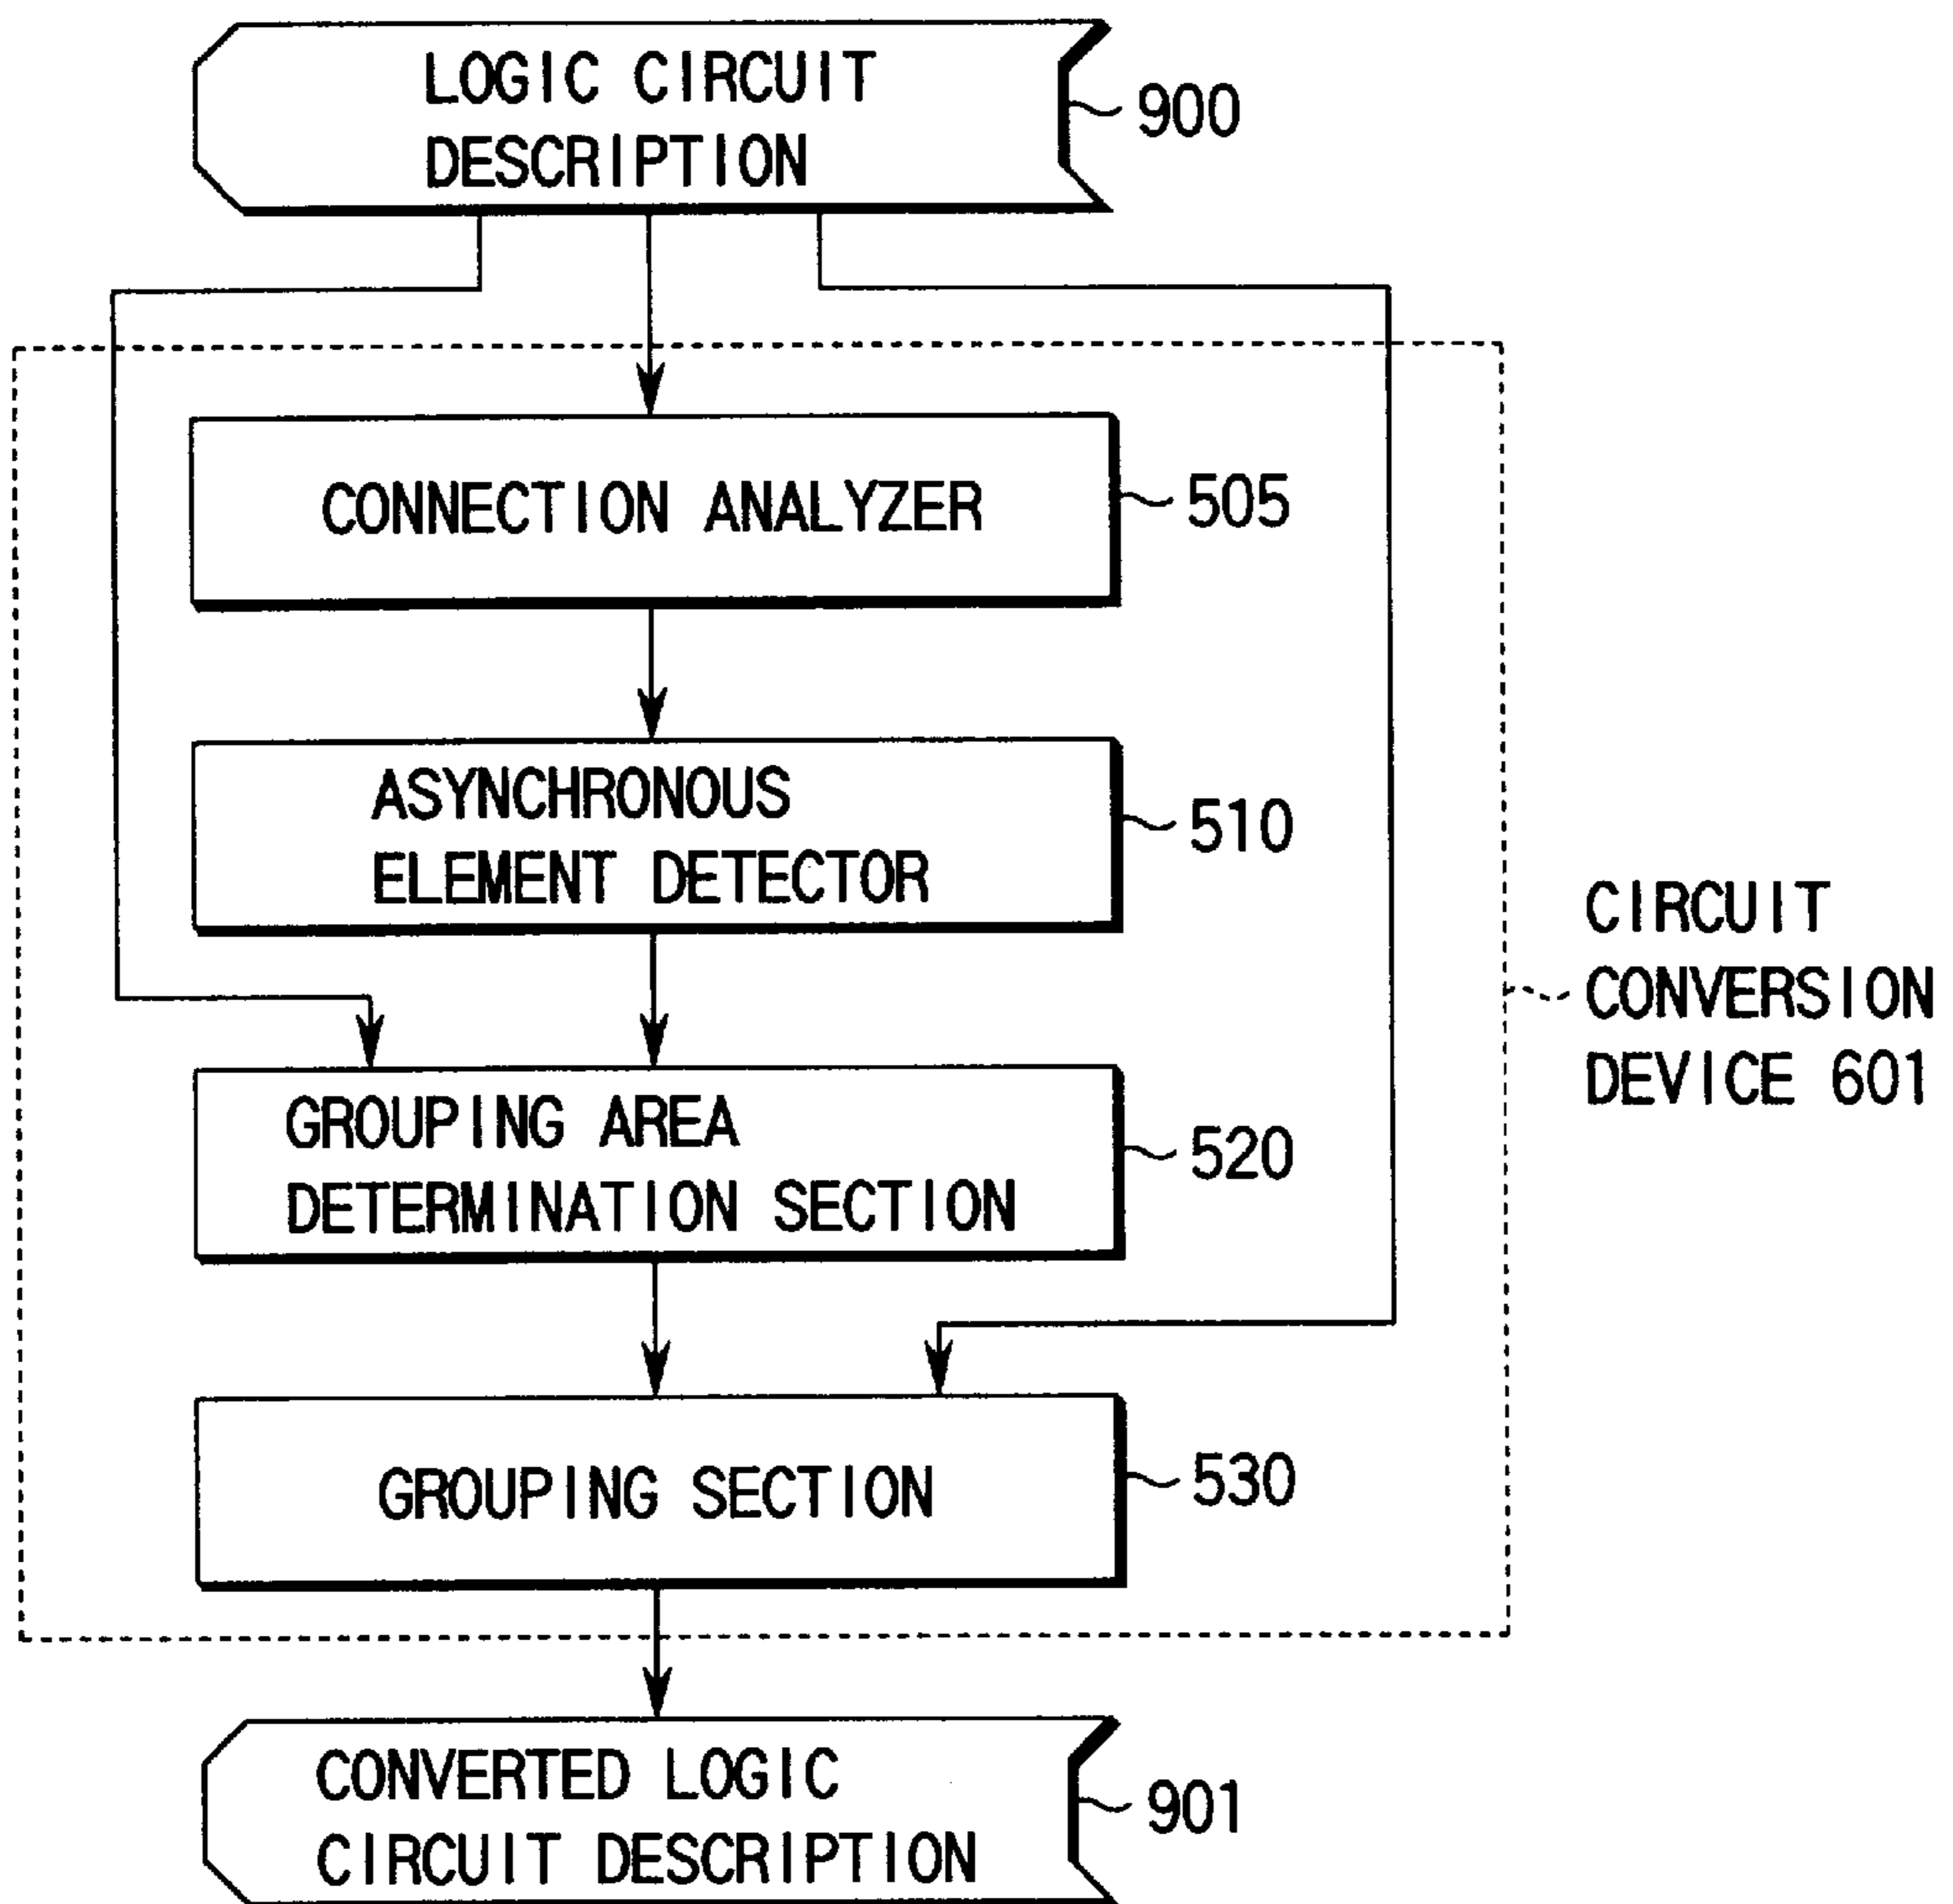 LOGIC CIRCUIT
DESCRIPTION
900
CONNECTION ANALYZER
505
ASYNCHRONOUS
ELEMENT DETECTOR
510
CIRCUIT
CONVERSION
DEVICE 601
GROUPING AREA
DETERMINATION SECTION
520
GROUPING SECTION
530
CONVERTED LOGIC
CIRCUIT DESCRIPTION
901